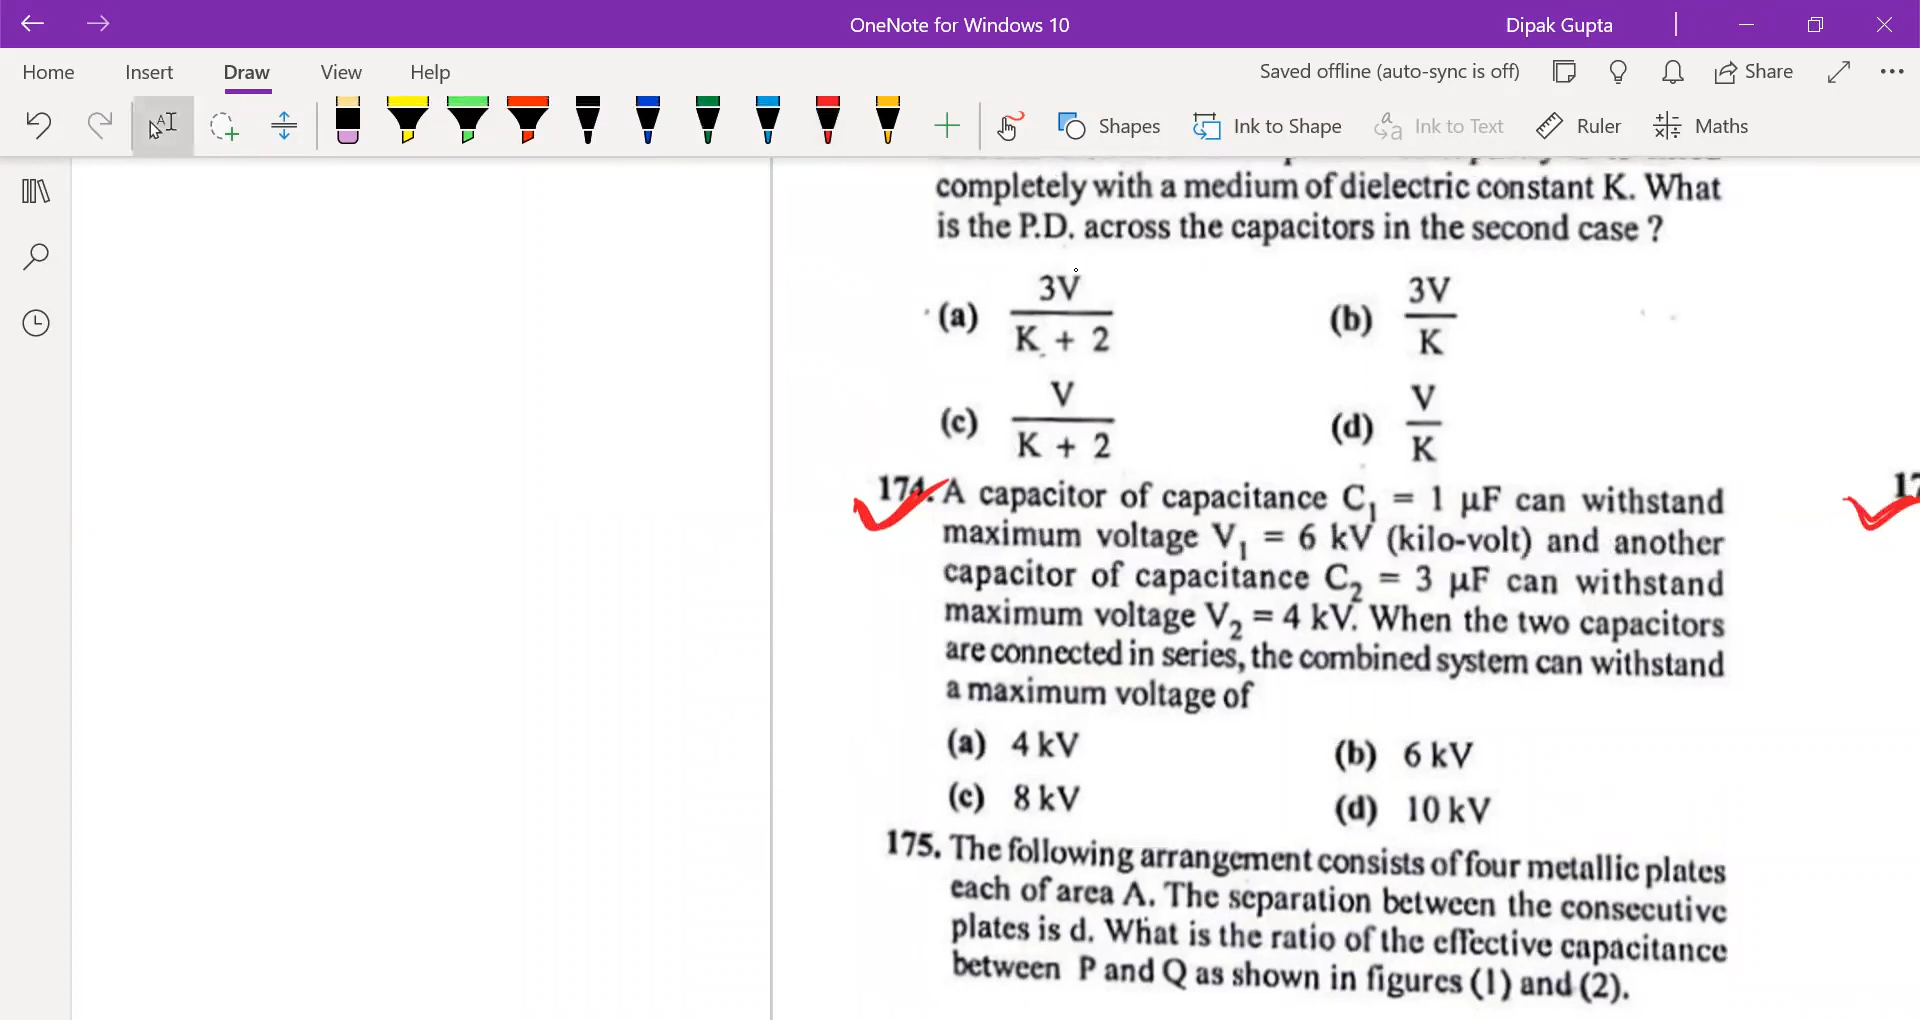 OneNote for Windows 10
Dipak Gupta
Home Insert Draw View Help
Saved offline (auto-sync is off)
Share
Shapes
Ink to Shape
Ink to Text
Ruler
Maths
completely with a medium of dielectric constant K. What
is the P.D. across the capacitors in the second case ?
(a) 3V / K + 2
(b) 3V / K
(c) V / K + 2
(d) V / K
174. A capacitor of capacitance C₁ = 1 μF can withstand
maximum voltage V₁ = 6 kV (kilo-volt) and another
capacitor of capacitance C₂ = 3 μF can withstand
maximum voltage V₂ = 4 kV. When the two capacitors
are connected in series, the combined system can withstand
a maximum voltage of
(a) 4 kV
(b) 6 kV
(c) 8 kV
(d) 10 kV
175. The following arrangement consists of four metallic plates
each of area A. The separation between the consecutive
plates is d. What is the ratio of the effective capacitance
between P and Q as shown in figures (1) and (2).